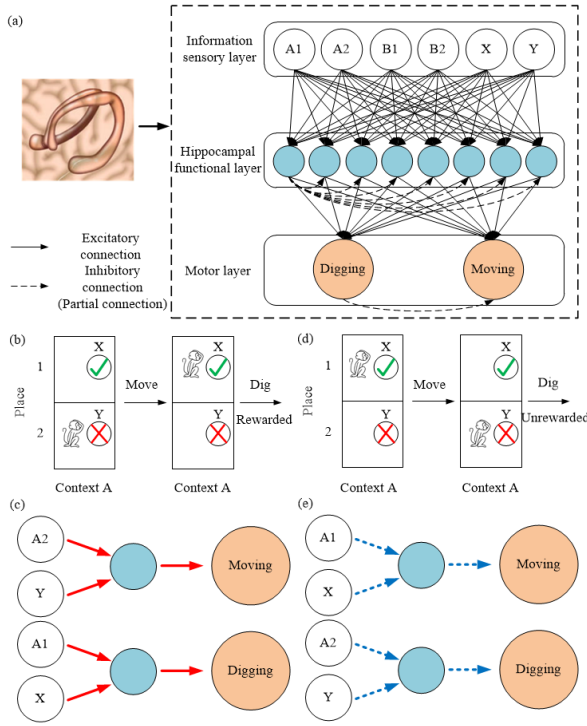 (a)
Information
sensory layer
A1 A2 B1 B2 X Y
Hippocampal
functional layer
Excitatory
connection
Inhibitory
connection
(Partial connection)
Motor layer
Digging Moving
(b)
Place
1
2
X
Y
Context A
Move
X
Y
Context A
Dig
Rewarded
(d)
Place
1
2
X
Y
Context A
Move
X
Y
Context A
Dig
Unrewarded
(c)
A2
Y
Moving
A1
X
Digging
(e)
A1
X
Moving
A2
Y
Digging